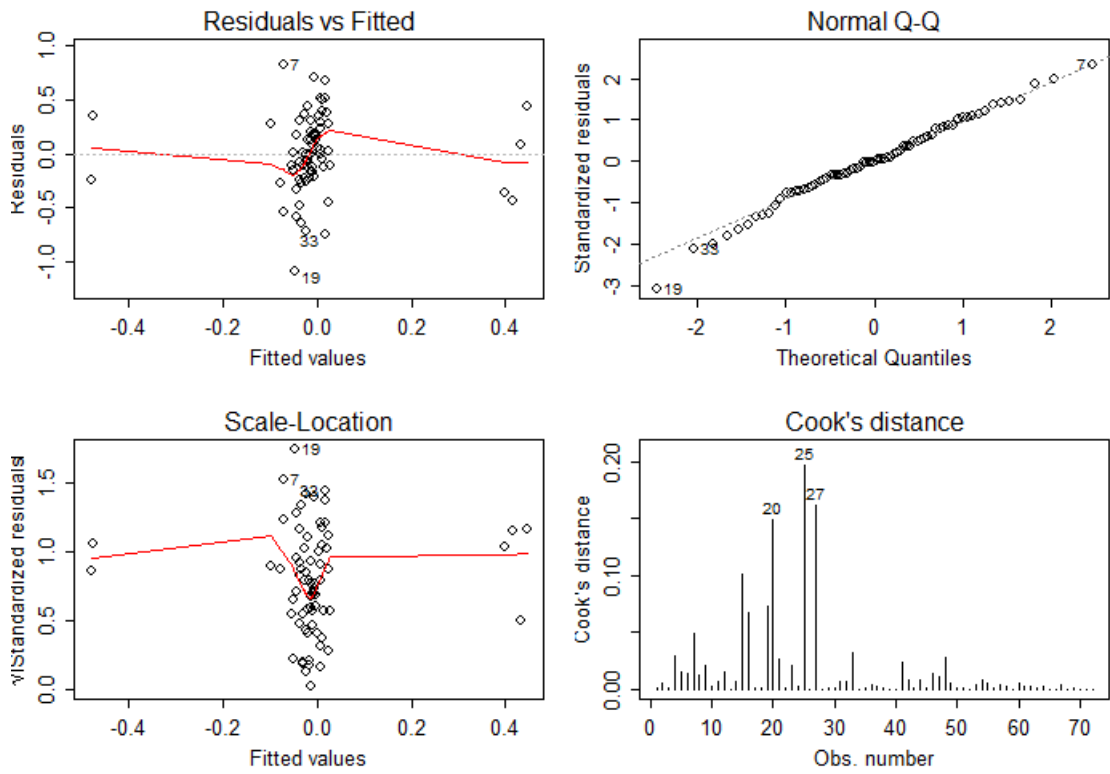 Residuals vs Fitted
Residuals
1.0
0.5
0.0
-0.5
-1.0
7
33
19
-0.4 -0.2 0.0 0.2 0.4
Fitted values
Normal Q-Q
Standardized residuals
2
1
0
-1
-2
-3
7
33
19
-2 -1 0 1 2
Theoretical Quantiles
Scale-Location
√|Standardized residuals|
1.5
1.0
0.5
0.0
19
7
33
-0.4 -0.2 0.0 0.2 0.4
Fitted values
Cook's distance
Cook's distance
0.20
0.10
0.00
25
27
20
0 10 20 30 40 50 60 70
Obs. number